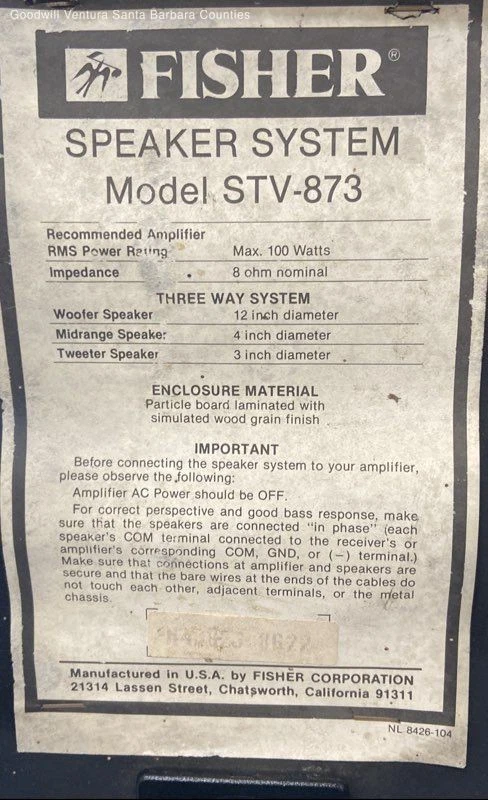 Goodwill Ventura Santa Barbara Counties
FISHER®
SPEAKER SYSTEM
Model STV-873
Recommended Amplifier
RMS Power Rating Max. 100 Watts
Impedance 8 ohm nominal
THREE WAY SYSTEM
Woofer Speaker 12 inch diameter
Midrange Speaker 4 inch diameter
Tweeter Speaker 3 inch diameter
ENCLOSURE MATERIAL
Particle board laminated with
simulated wood grain finish
IMPORTANT
Before connecting the speaker system to your amplifier,
please observe the following:
Amplifier AC Power should be OFF.
For correct perspective and good bass response, make
sure that the speakers are connected "in phase" (each
speaker's COM terminal connected to the receiver's or
amplifier's corresponding COM, GND, or (−) terminal.)
Make sure that connections at amplifier and speakers are
secure and that the bare wires at the ends of the cables do
not touch each other, adjacent terminals, or the metal
chassis.
Manufactured in U.S.A. by FISHER CORPORATION
21314 Lassen Street, Chatsworth, California 91311
NL 8426-104